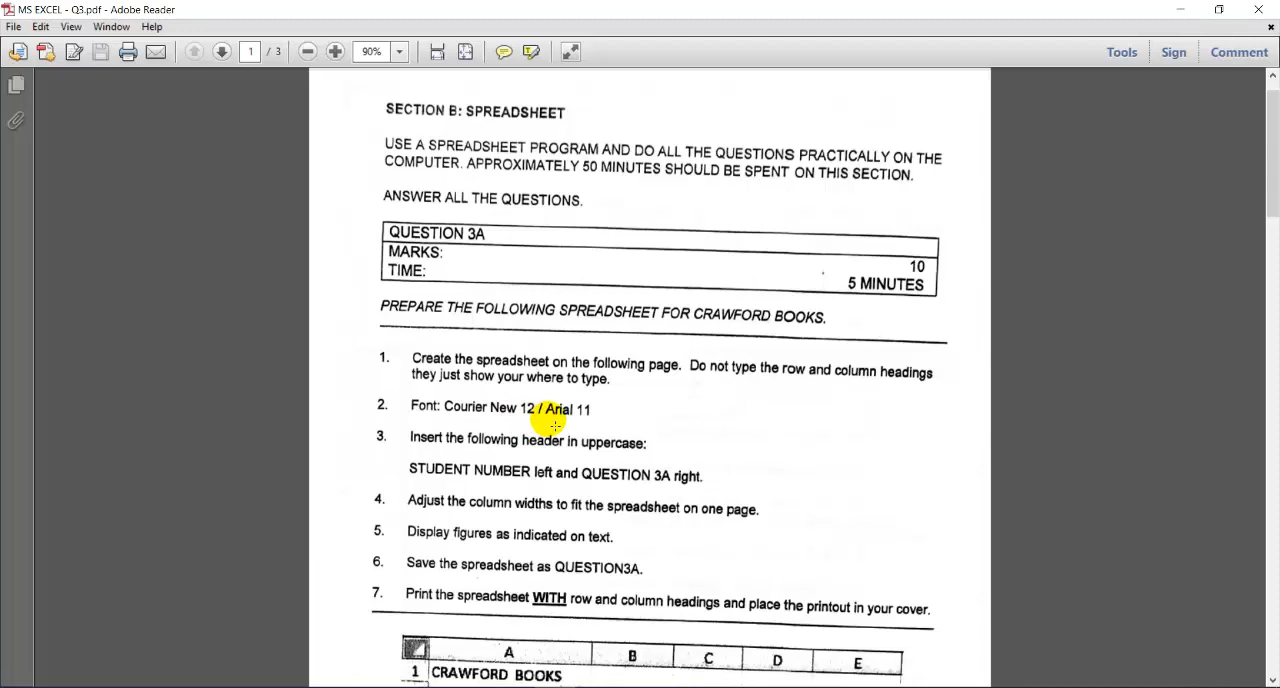 MS EXCEL - Q3.pdf - Adobe Reader
File Edit View Window Help
1 / 3 90% Tools Sign Comment
SECTION B: SPREADSHEET
USE A SPREADSHEET PROGRAM AND DO ALL THE QUESTIONS PRACTICALLY ON THE
COMPUTER. APPROXIMATELY 50 MINUTES SHOULD BE SPENT ON THIS SECTION.
ANSWER ALL THE QUESTIONS.
QUESTION 3A
MARKS: 10
TIME: 5 MINUTES
PREPARE THE FOLLOWING SPREADSHEET FOR CRAWFORD BOOKS.
1. Create the spreadsheet on the following page. Do not type the row and column headings
they just show your where to type.
2. Font: Courier New 12 / Arial 11
3. Insert the following header in uppercase:
STUDENT NUMBER left and QUESTION 3A right.
4. Adjust the column widths to fit the spreadsheet on one page.
5. Display figures as indicated on text.
6. Save the spreadsheet as QUESTION3A.
7. Print the spreadsheet WITH row and column headings and place the printout in your cover.
A B C D E
1 CRAWFORD BOOKS